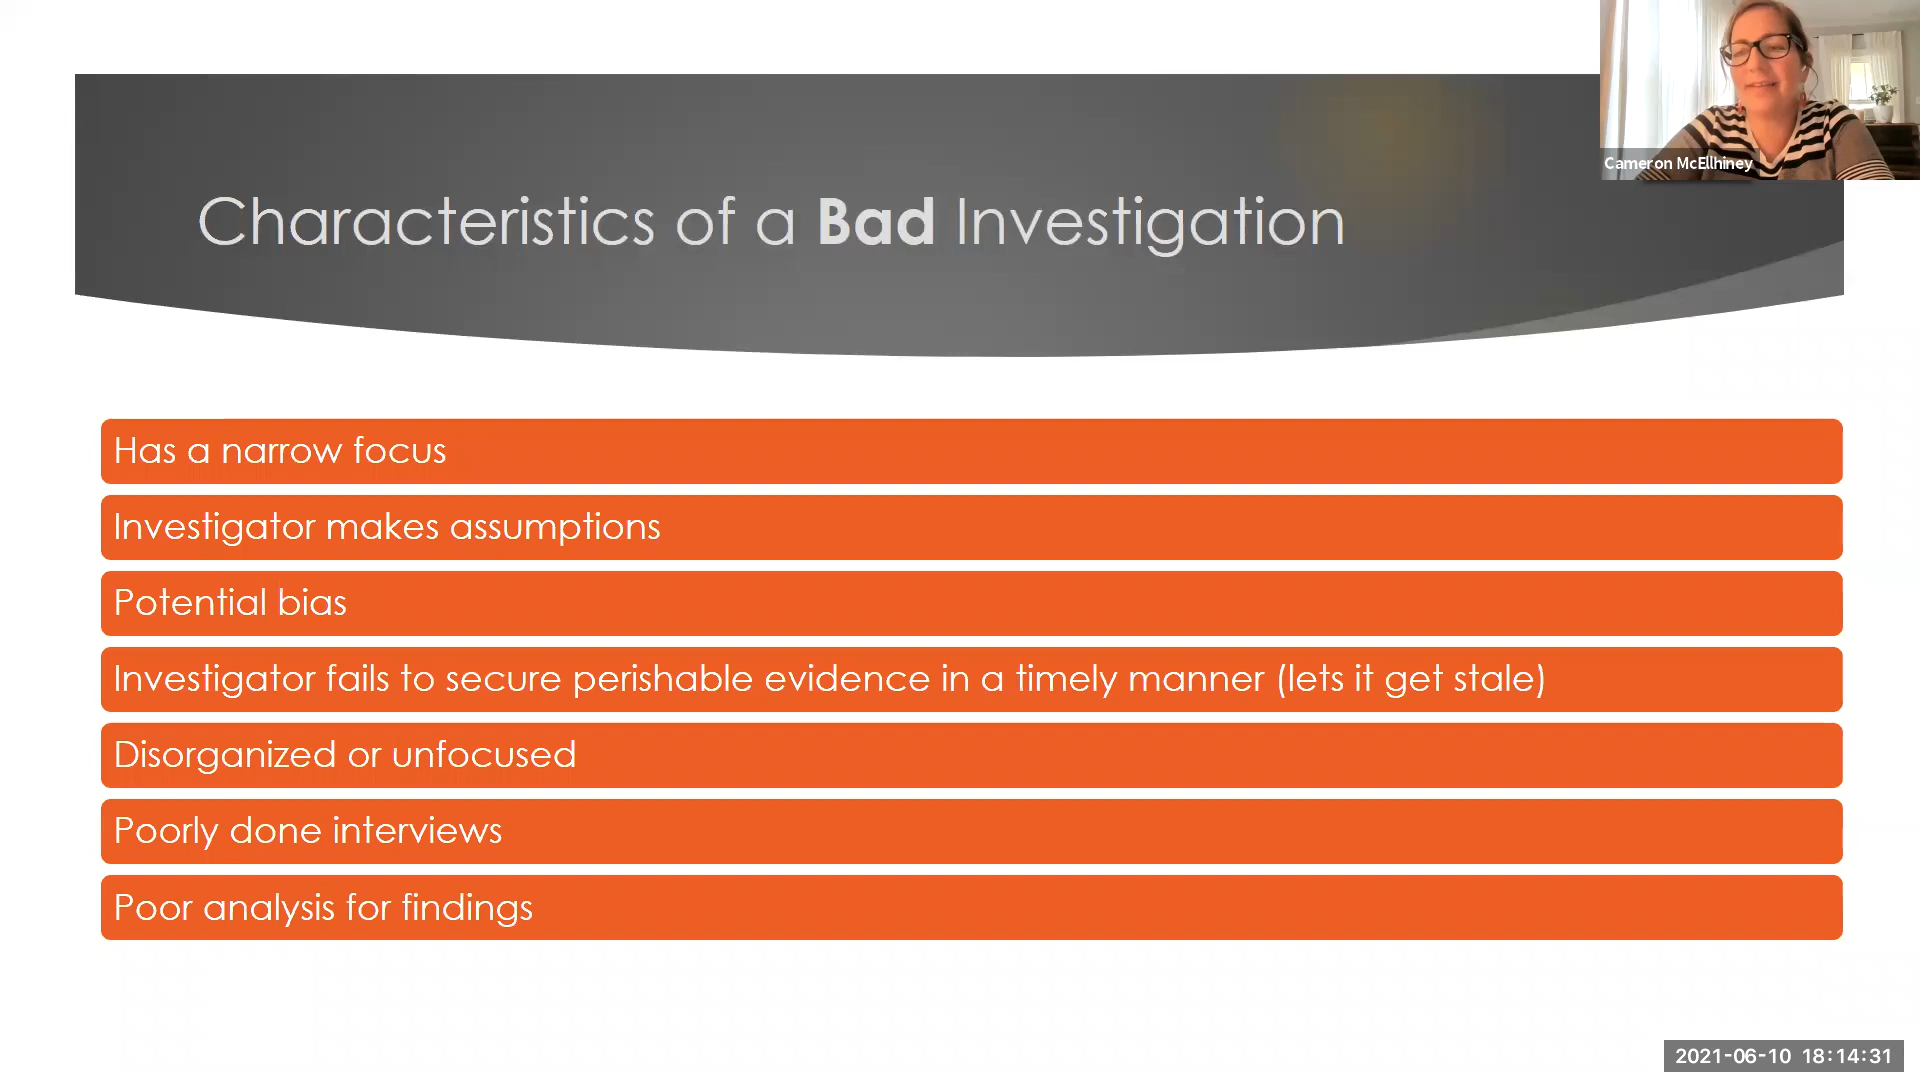 Cameron McEllhiney
Characteristics of a Bad Investigation
Has a narrow focus
Investigator makes assumptions
Potential bias
Investigator fails to secure perishable evidence in a timely manner (lets it get stale)
Disorganized or unfocused
Poorly done interviews
Poor analysis for findings
2021-06-10 18:14:31